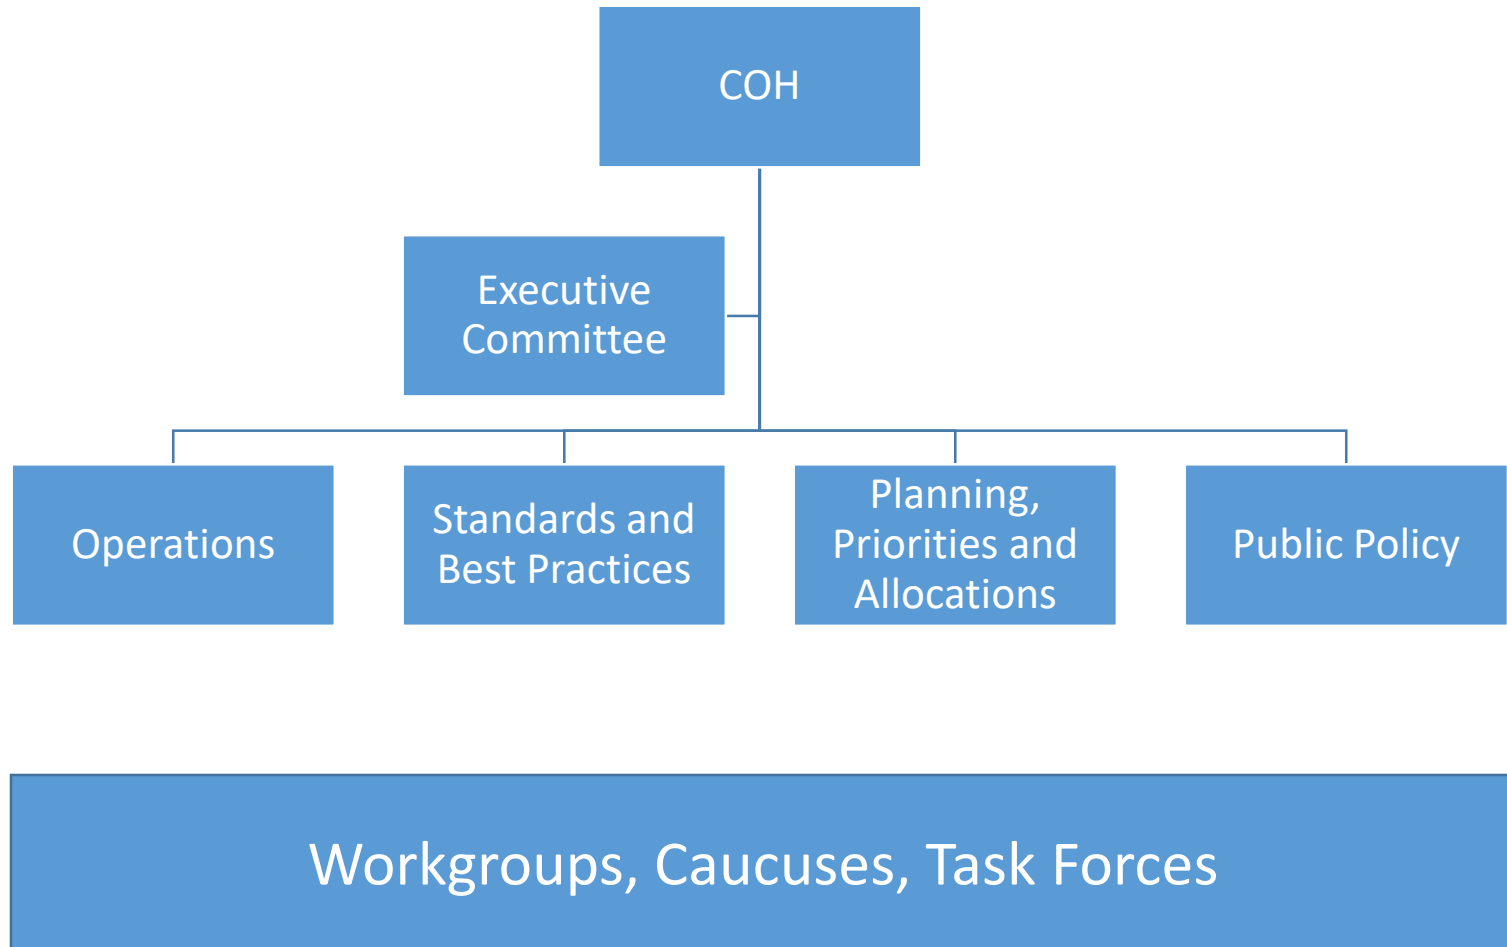 COH
Executive
Committee
Operations
Standards and
Best Practices
Planning,
Priorities and
Allocations
Public Policy
Workgroups, Caucuses, Task Forces